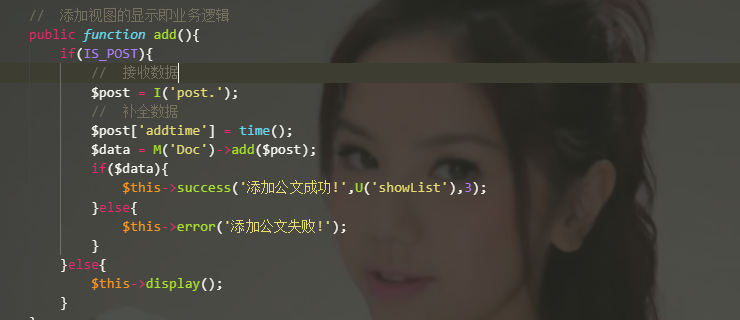 // 添加视图的显示即业务逻辑
public function add(){
if(IS_POST){
// 接收数据
$post = I('post.');
// 补全数据
$post['addtime'] = time();
$data = M('Doc')->add($post);
if($data){
$this->success('添加公文成功!',U('showList'),3);
}else{
$this->error('添加公文失败!');
}
}else{
$this->display();
}
}